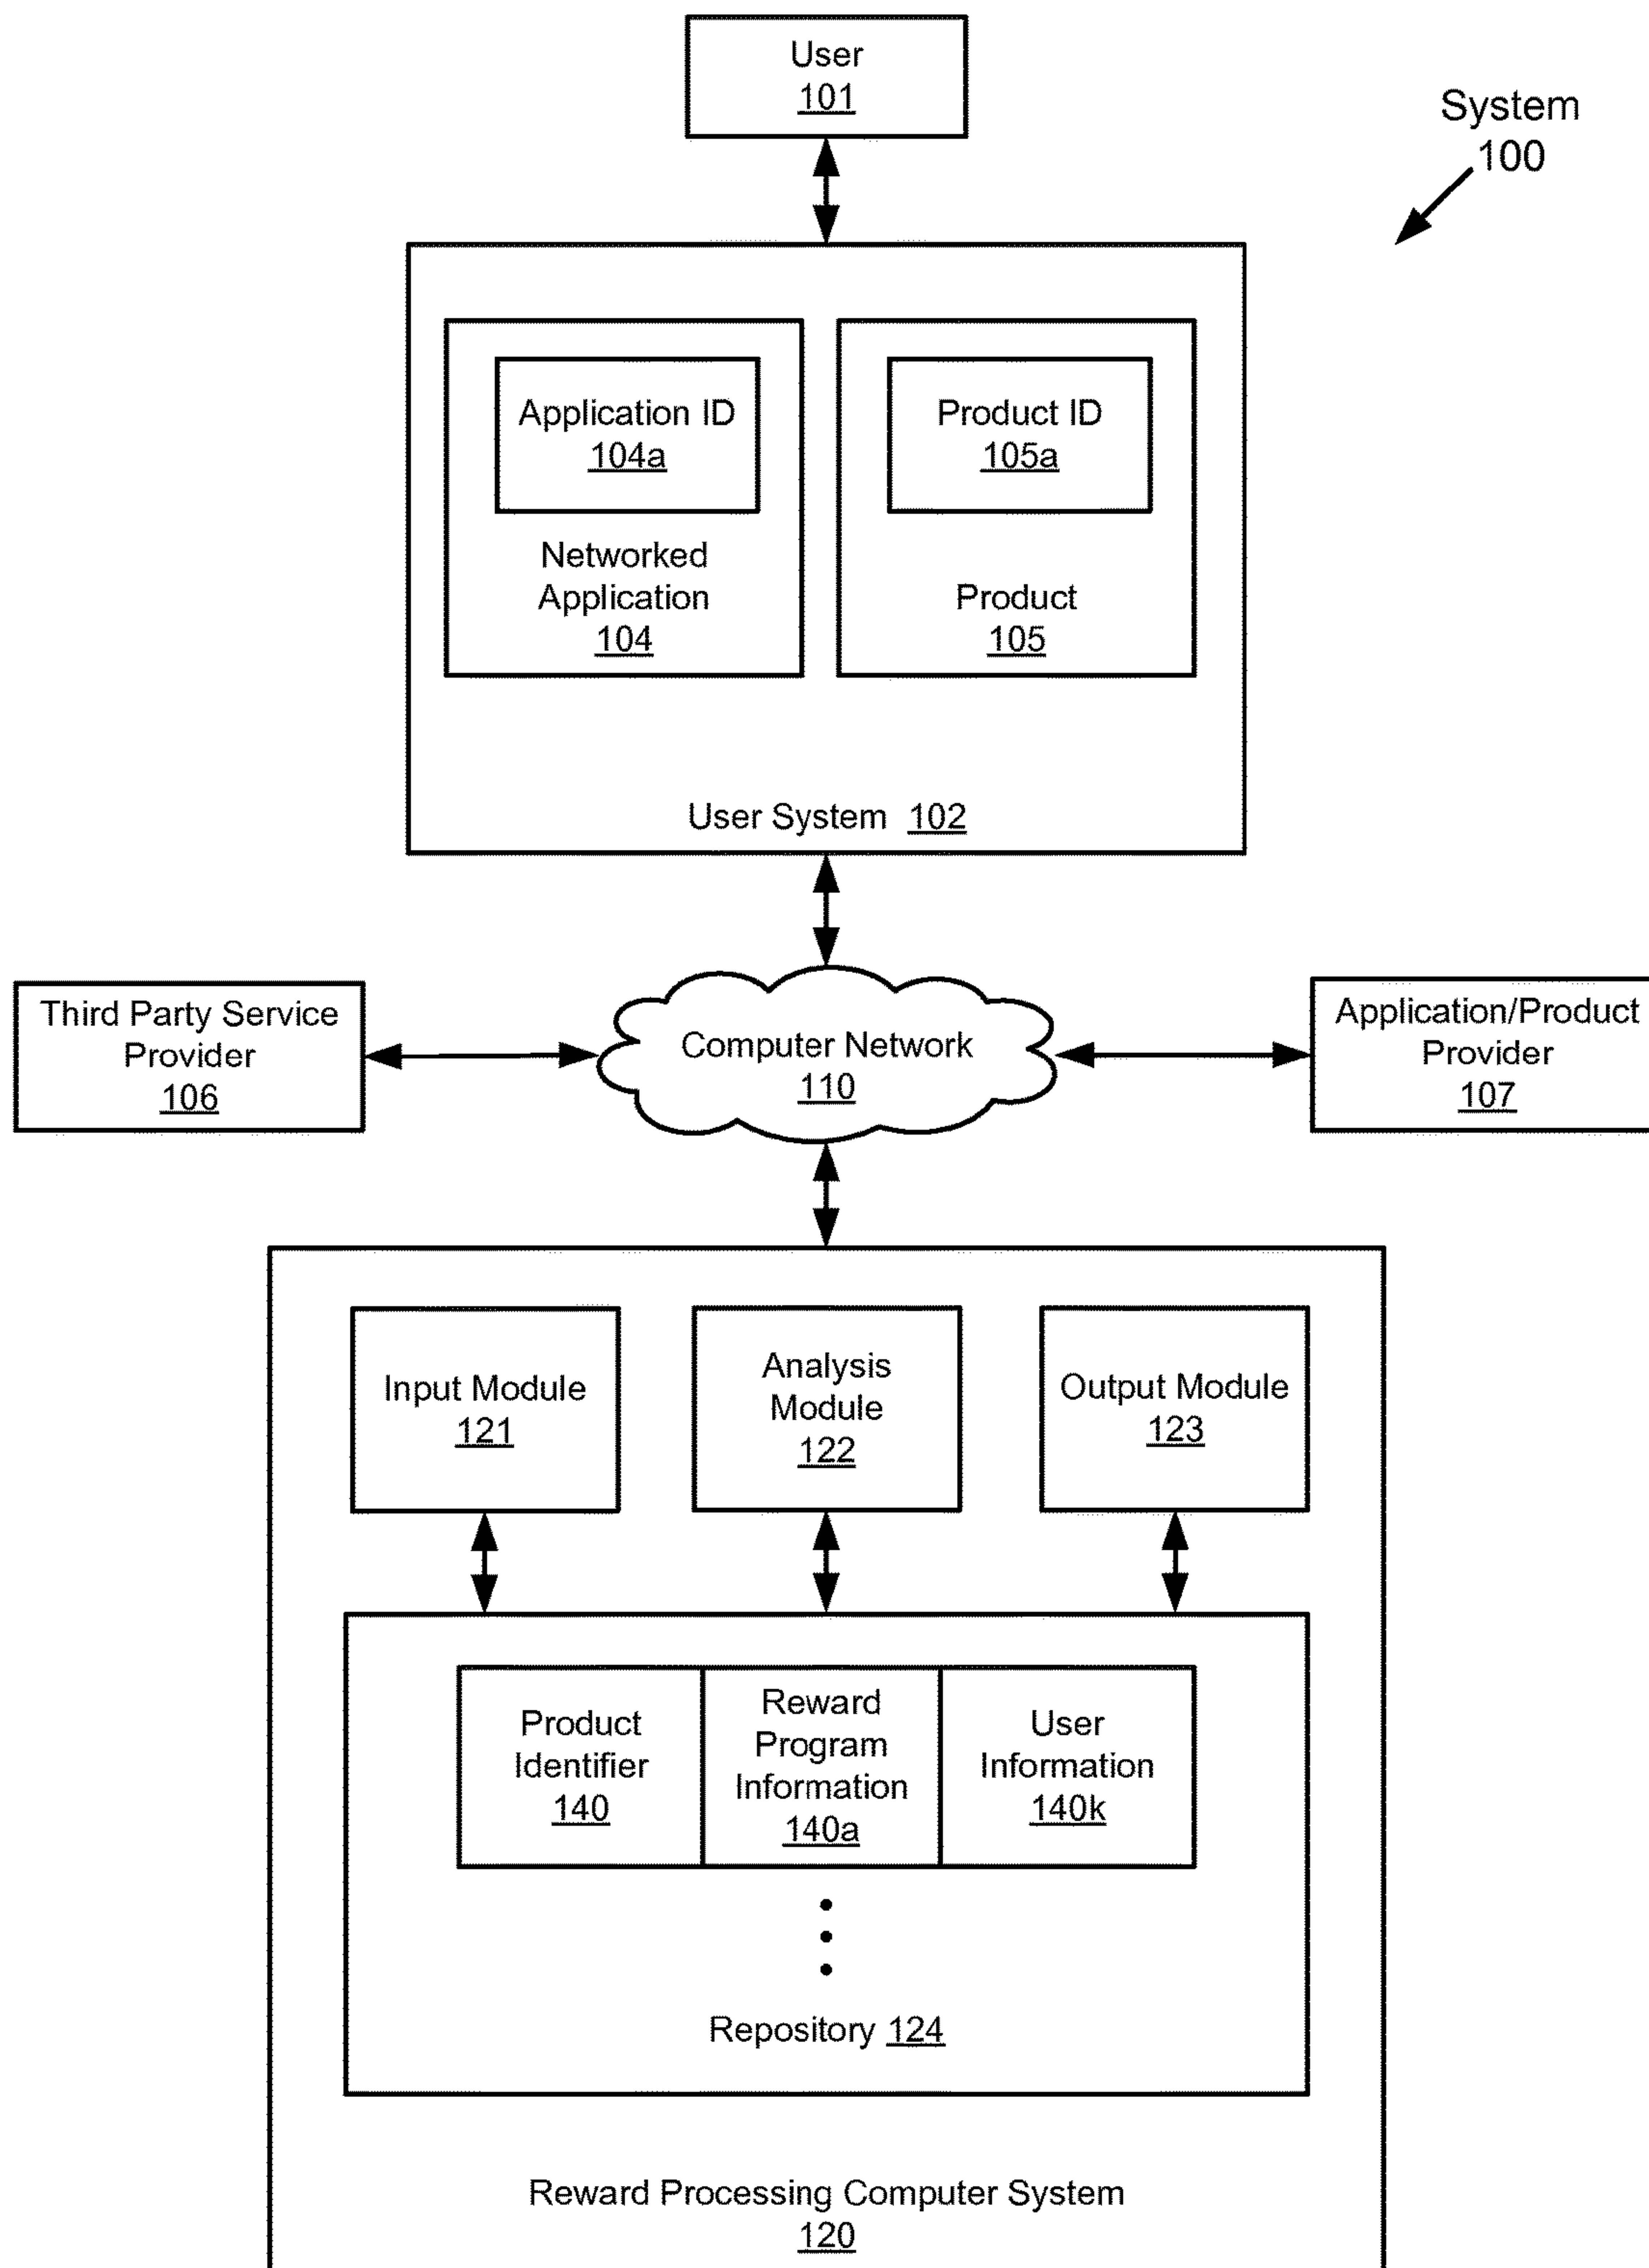 User
101
System
100
Application ID
104a
Networked
Application
104
Product ID
105a
Product
105
User System 102
Third Party Service
Provider
106
Computer Network
110
Application/Product
Provider
107
Input Module
121
Analysis
Module
122
Output Module
123
Product
Identifier
140
Reward
Program
Information
140a
User
Information
140k
Repository 124
Reward Processing Computer System
120